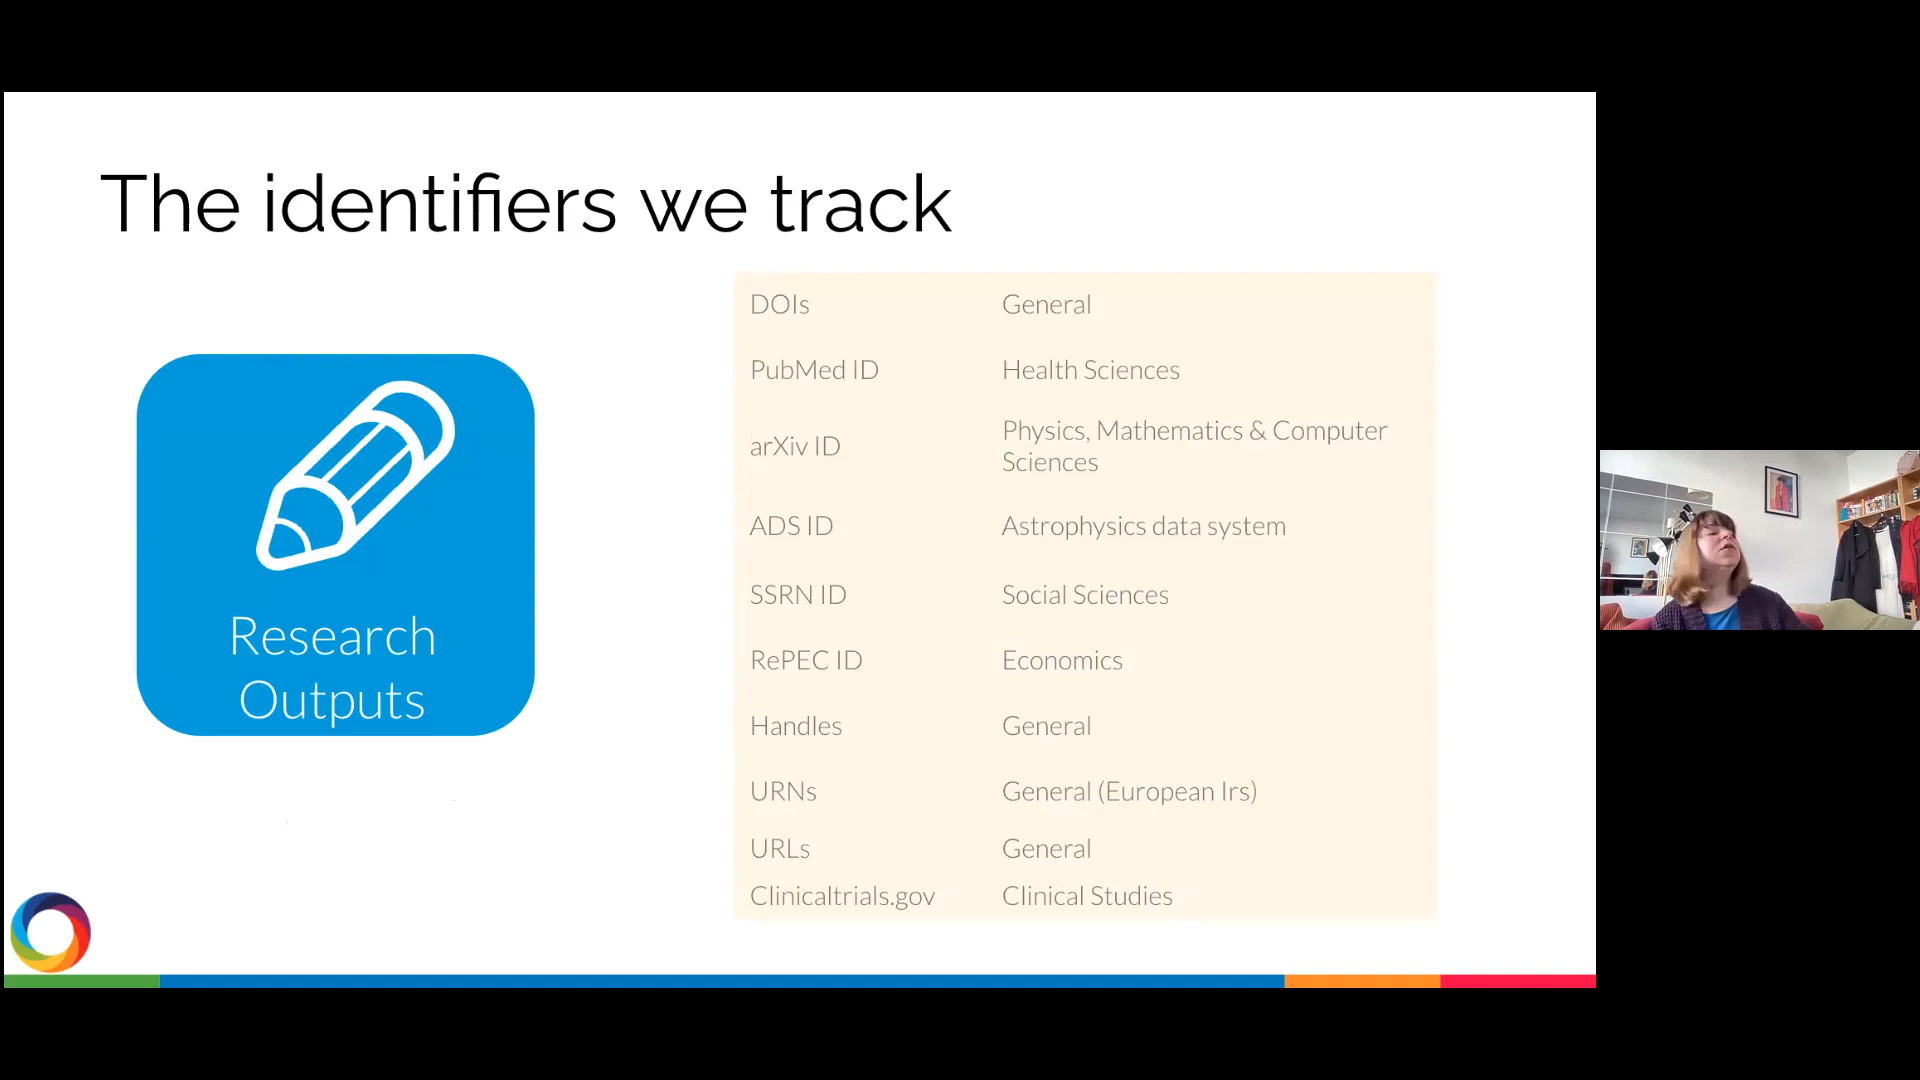 The identifiers we track
Research
Outputs
DOIs General
PubMed ID Health Sciences
arXiv ID Physics, Mathematics & Computer
Sciences
ADS ID Astrophysics data system
SSRN ID Social Sciences
RePEC ID Economics
Handles General
URNs General (European Irs)
URLs General
Clinicaltrials.gov Clinical Studies